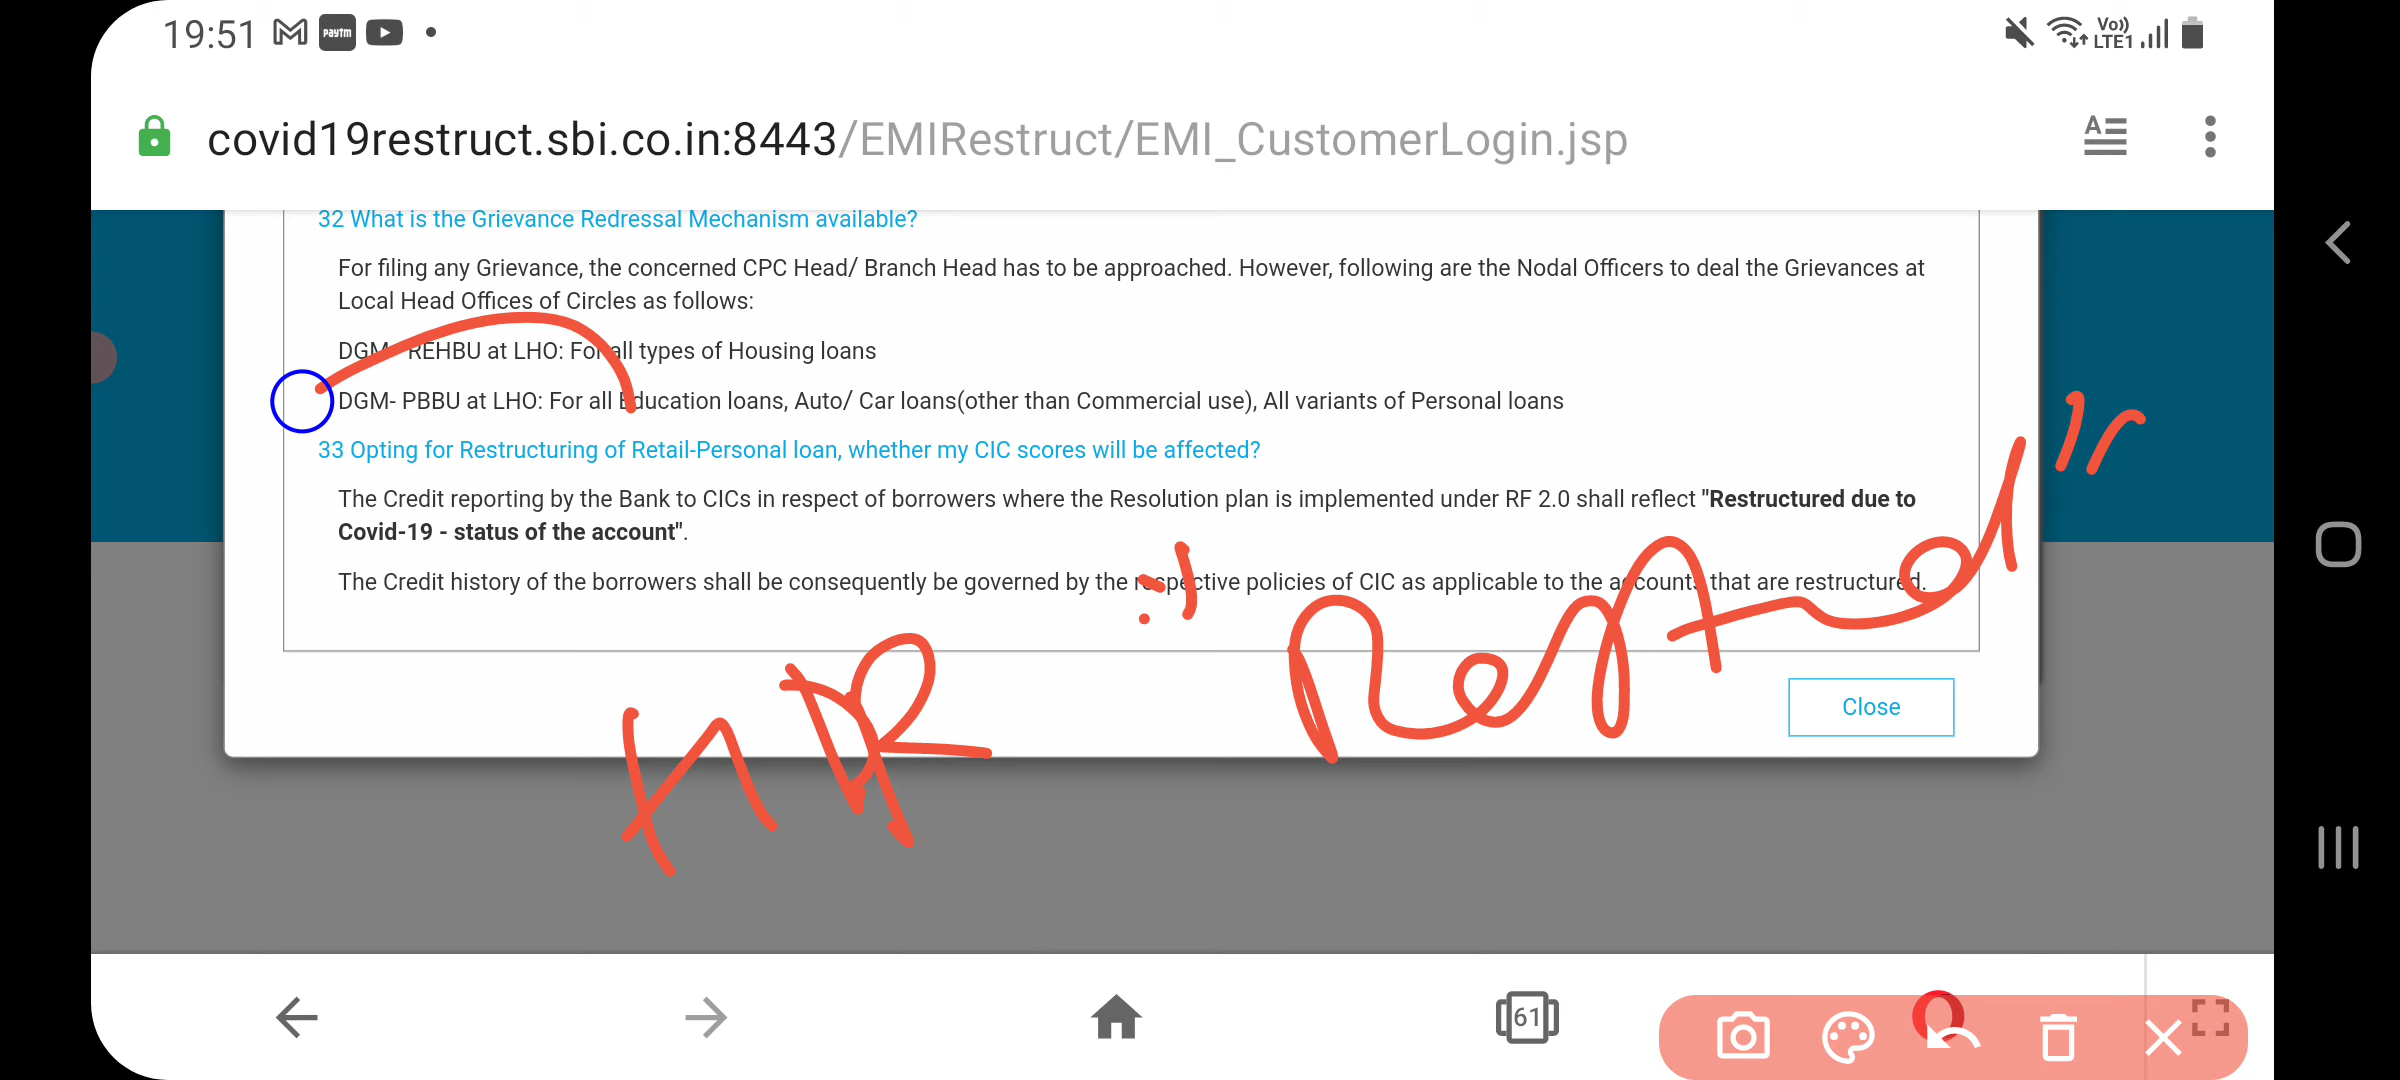 19:51 paytm Vo)) LTE1
covid19restruct.sbi.co.in:8443/EMIRestruct/EMI_CustomerLogin.jsp
32 What is the Grievance Redressal Mechanism available?
For filing any Grievance, the concerned CPC Head/ Branch Head has to be approached. However, following are the Nodal Officers to deal the Grievances at
Local Head Offices of Circles as follows:
DGM- REHBU at LHO: For all types of Housing loans
DGM- PBBU at LHO: For all Education loans, Auto/ Car loans(other than Commercial use), All variants of Personal loans
33 Opting for Restructuring of Retail-Personal loan, whether my CIC scores will be affected?
The Credit reporting by the Bank to CICs in respect of borrowers where the Resolution plan is implemented under RF 2.0 shall reflect "Restructured due to
Covid-19 - status of the account".
The Credit history of the borrowers shall be consequently be governed by the respective policies of CIC as applicable to the accounts that are restructured.
Close
61